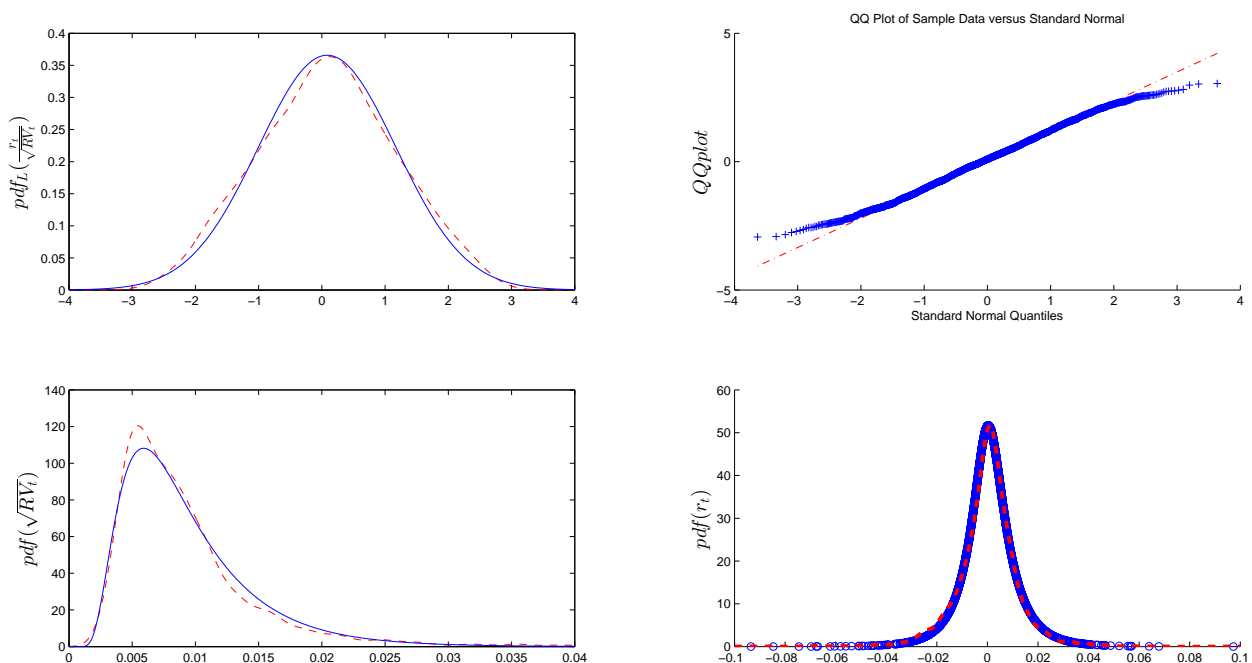 QQ Plot of Sample Data versus Standard Normal
0.4
0.35
0.3
0.25
0.2
0.15
0.1
0.05
0
pdf_L(r_t/√RV_t)
−4 −3 −2 −1 0 1 2 3 4
5
0
−5
QQplot
−4 −3 −2 −1 0 1 2 3 4
Standard Normal Quantiles
140
120
100
80
60
40
20
0
pdf(√RV_t)
0 0.005 0.01 0.015 0.02 0.025 0.03 0.035 0.04
60
50
40
30
20
10
0
pdf(r_t)
−0.1 −0.08 −0.06 −0.04 −0.02 0 0.02 0.04 0.06 0.08 0.1